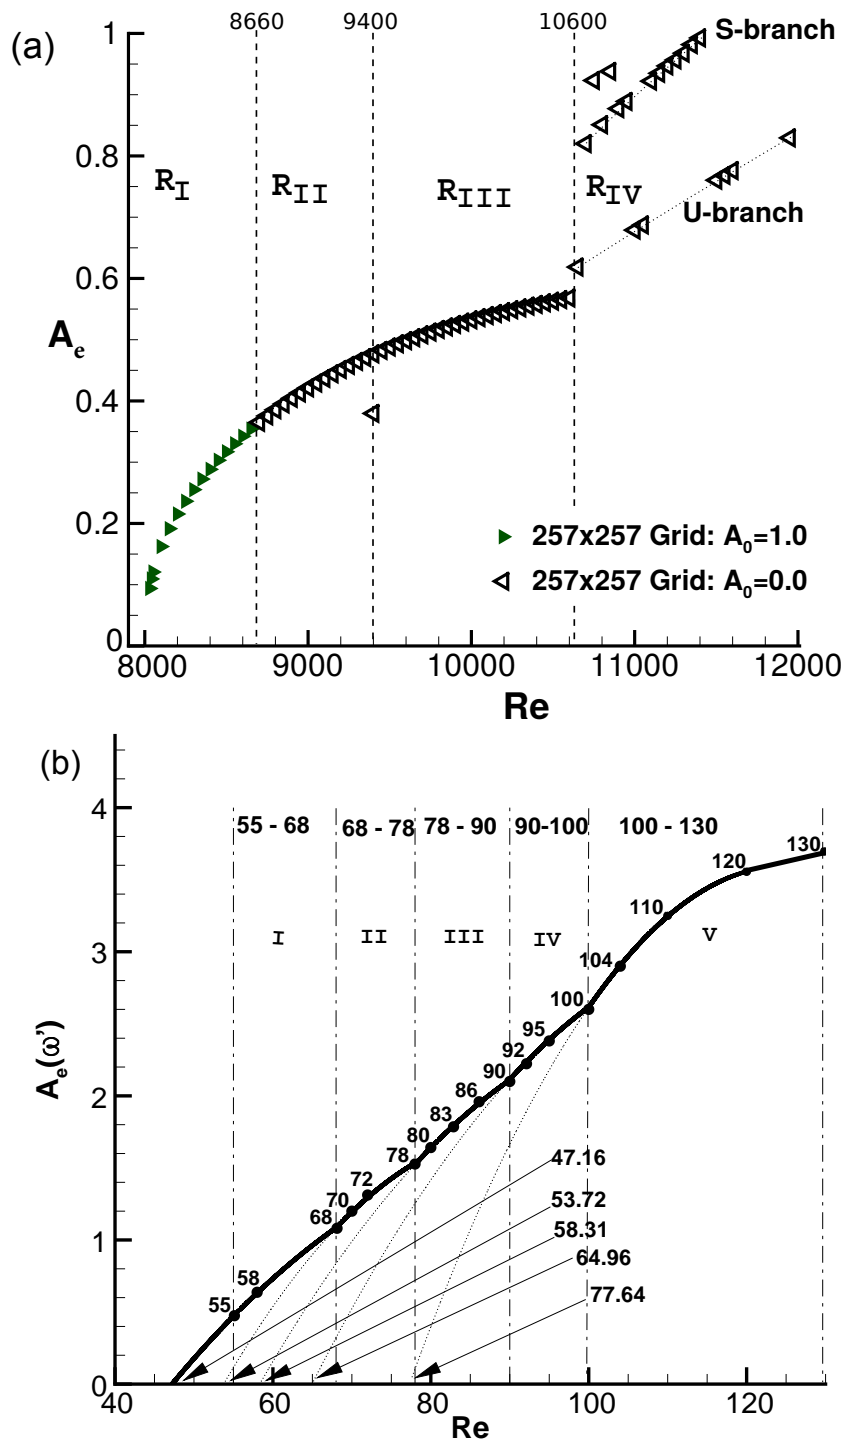 (a)
8660 9400 10600
S-branch
U-branch
R_I R_II R_III R_IV
1
0.8
0.6
0.4
0.2
0
A_e
257x257 Grid: A_0=1.0
257x257 Grid: A_0=0.0
8000 9000 10000 11000 12000
Re
(b)
4
3
2
1
0
A_e(ω')
55 - 68 68 - 78 78 - 90 90-100 100 - 130
I II III IV V
55
58
68
70
72
78
80
83
86
90
92
95
100
104
110
120
130
47.16
53.72
58.31
64.96
77.64
40 60 80 100 120
Re